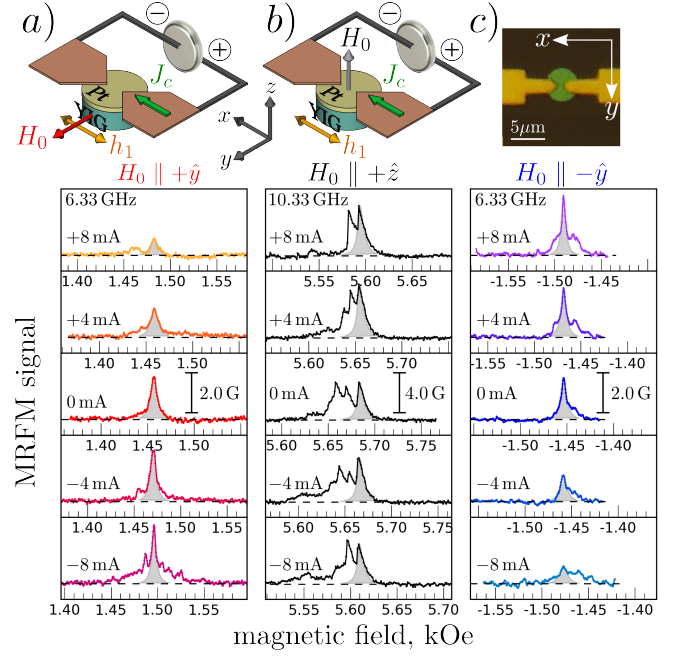 a)
b)
c)
− + − +
H₀ J_c Pt YIG H₀ h₁
x y z
J_c Pt YIG h₁
x y 5μm
H₀ ∥ +ŷ H₀ ∥ +ẑ H₀ ∥ −ŷ
6.33 GHz 10.33 GHz 6.33 GHz
+8 mA +8 mA +8 mA
1.40 1.45 1.50 1.55 5.55 5.60 5.65 -1.55 -1.50 -1.45
+4 mA +4 mA +4 mA
1.40 1.45 1.50 5.60 5.65 5.70 -1.55 -1.50 -1.45 -1.40
0 mA 2.0 G 0 mA 4.0 G 0 mA 2.0 G
1.40 1.45 1.50 5.60 5.65 5.70 5.75 -1.50 -1.45 -1.40
−4 mA −4 mA −4 mA
1.40 1.45 1.50 1.55 5.60 5.65 5.70 5.75 -1.50 -1.45 -1.40
−8 mA −8 mA −8 mA
1.40 1.45 1.50 1.55 5.50 5.55 5.60 5.65 5.70 -1.55 -1.50 -1.45 -1.40
MRFM signal
magnetic field, kOe